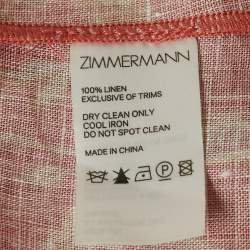 ZIMMERMANN
100% LINEN
EXCLUSIVE OF TRIMS
DRY CLEAN ONLY
COOL IRON
DO NOT SPOT CLEAN
MADE IN CHINA